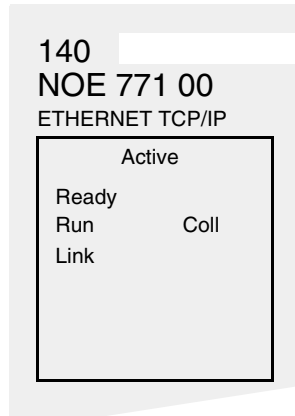 140
NOE 771 00
ETHERNET TCP/IP
Active
Ready
Run Coll
Link